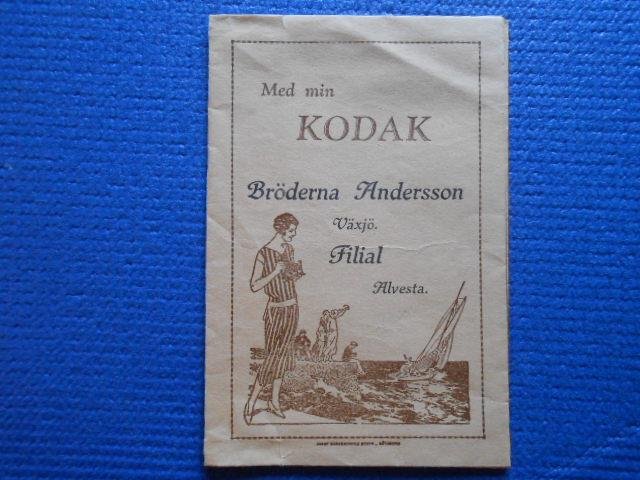 Med min
KODAK
Bröderna Andersson
Växjö.
Filial
Alvesta.